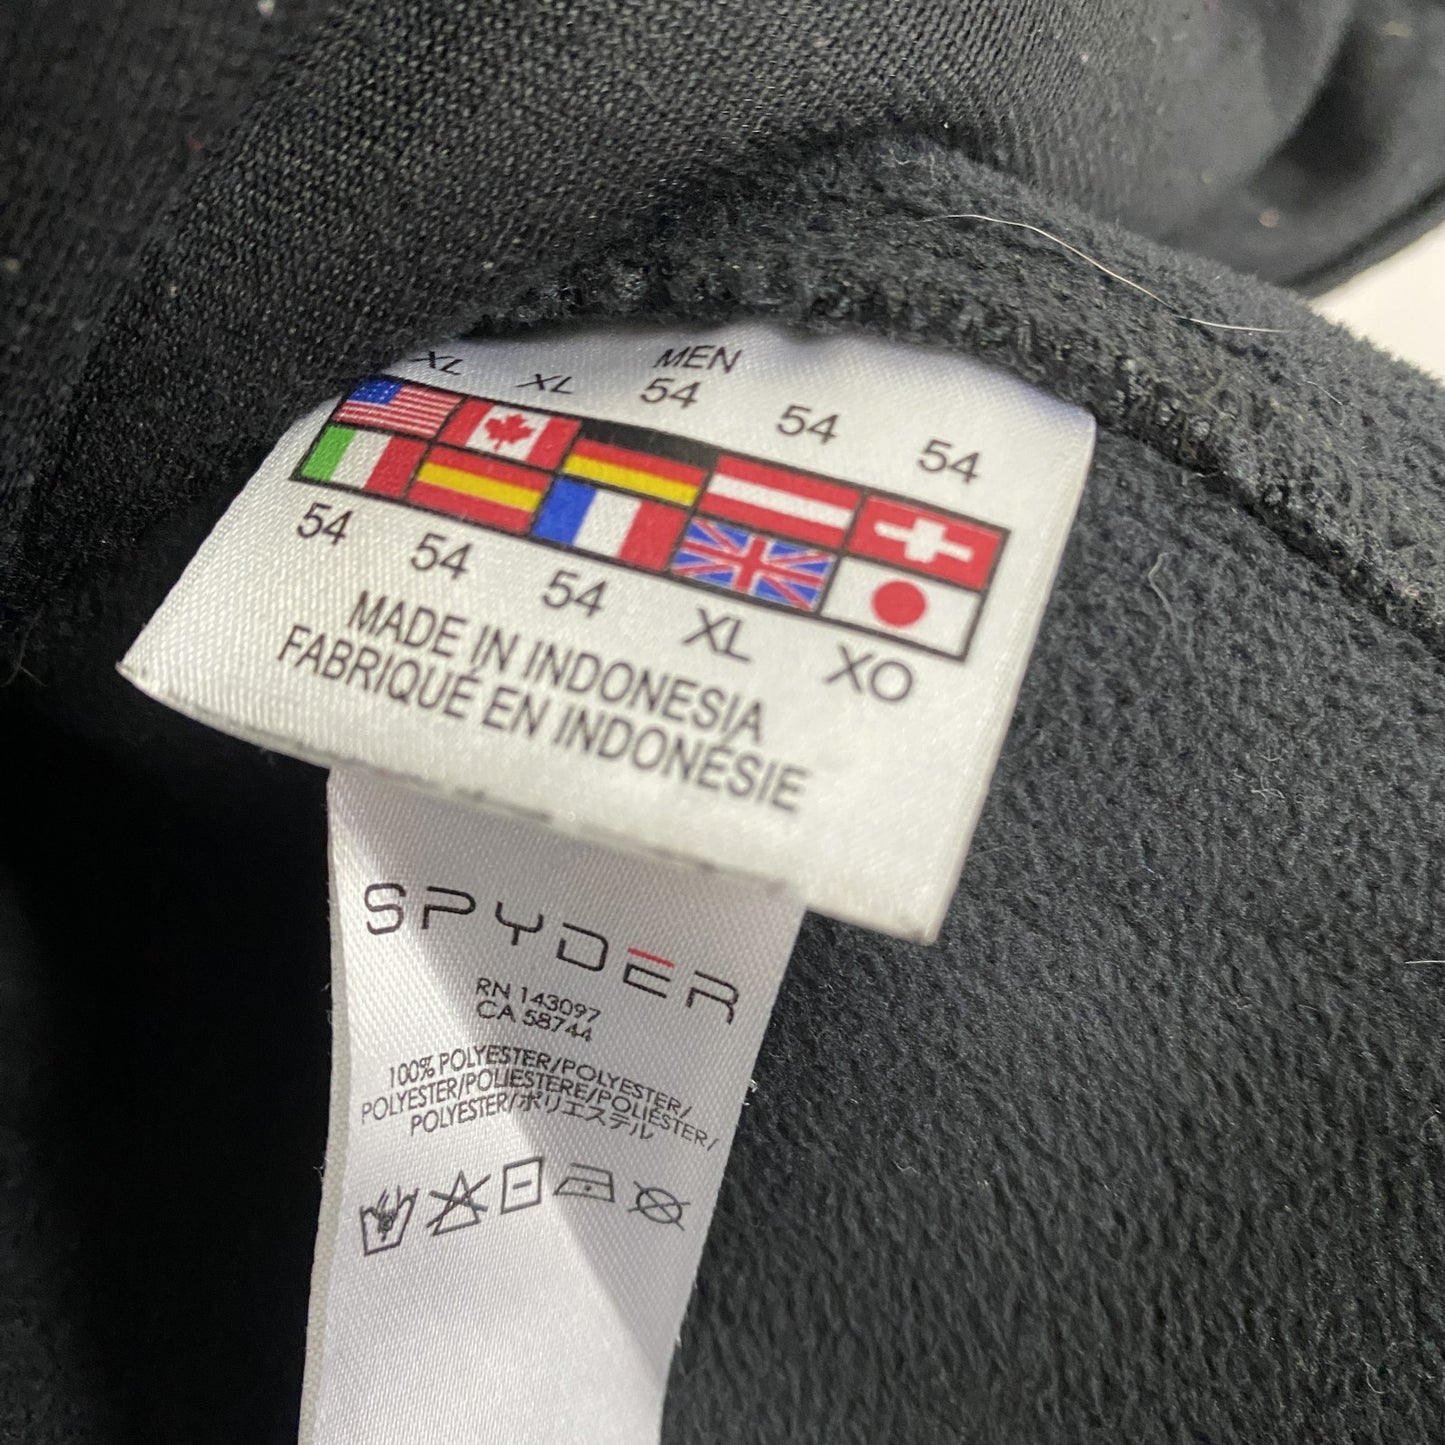 MEN
XL XL 54 54 54
54 54 54 XL XO
MADE IN INDONESIA
FABRIQUÉ EN INDONÉSIE
SPYDER
RN 143097
CA 58744
100% POLYESTER/POLYESTER/
POLYESTER/POLIESTERE/POLIÉSTER/
POLYESTER/ポリエステル